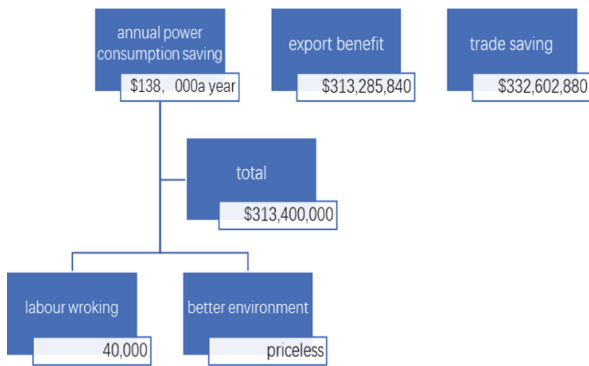 annual power
consumption saving
$138, 000a year
export benefit
$313,285,840
trade saving
$332,602,880
total
$313,400,000
labour wroking
40,000
better environment
priceless